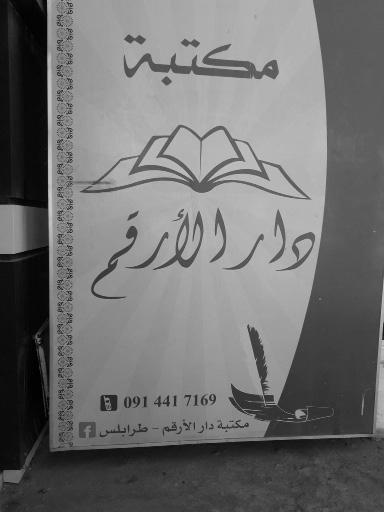 مكتبة
دار الأرقم
091 441 7169
مكتبة دار الأرقم - طرابلس